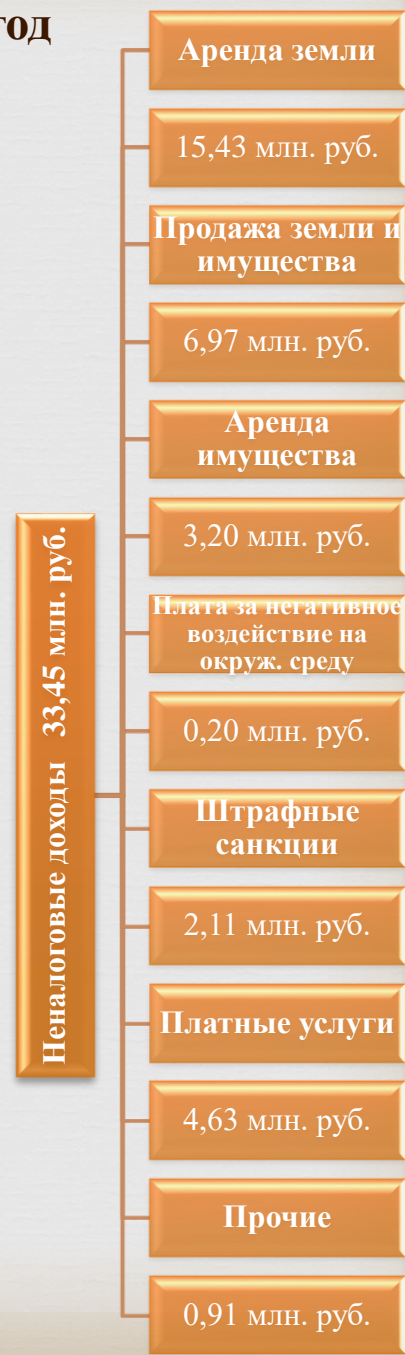 год
Аренда земли
15,43 млн. руб.
Продажа земли и
имущества
6,97 млн. руб.
Аренда
имущества
3,20 млн. руб.
Плата за негативное
воздействие на
окруж. среду
0,20 млн. руб.
Штрафные
санкции
2,11 млн. руб.
Платные услуги
4,63 млн. руб.
Прочие
0,91 млн. руб.
Неналоговые доходы 33,45 млн. руб.